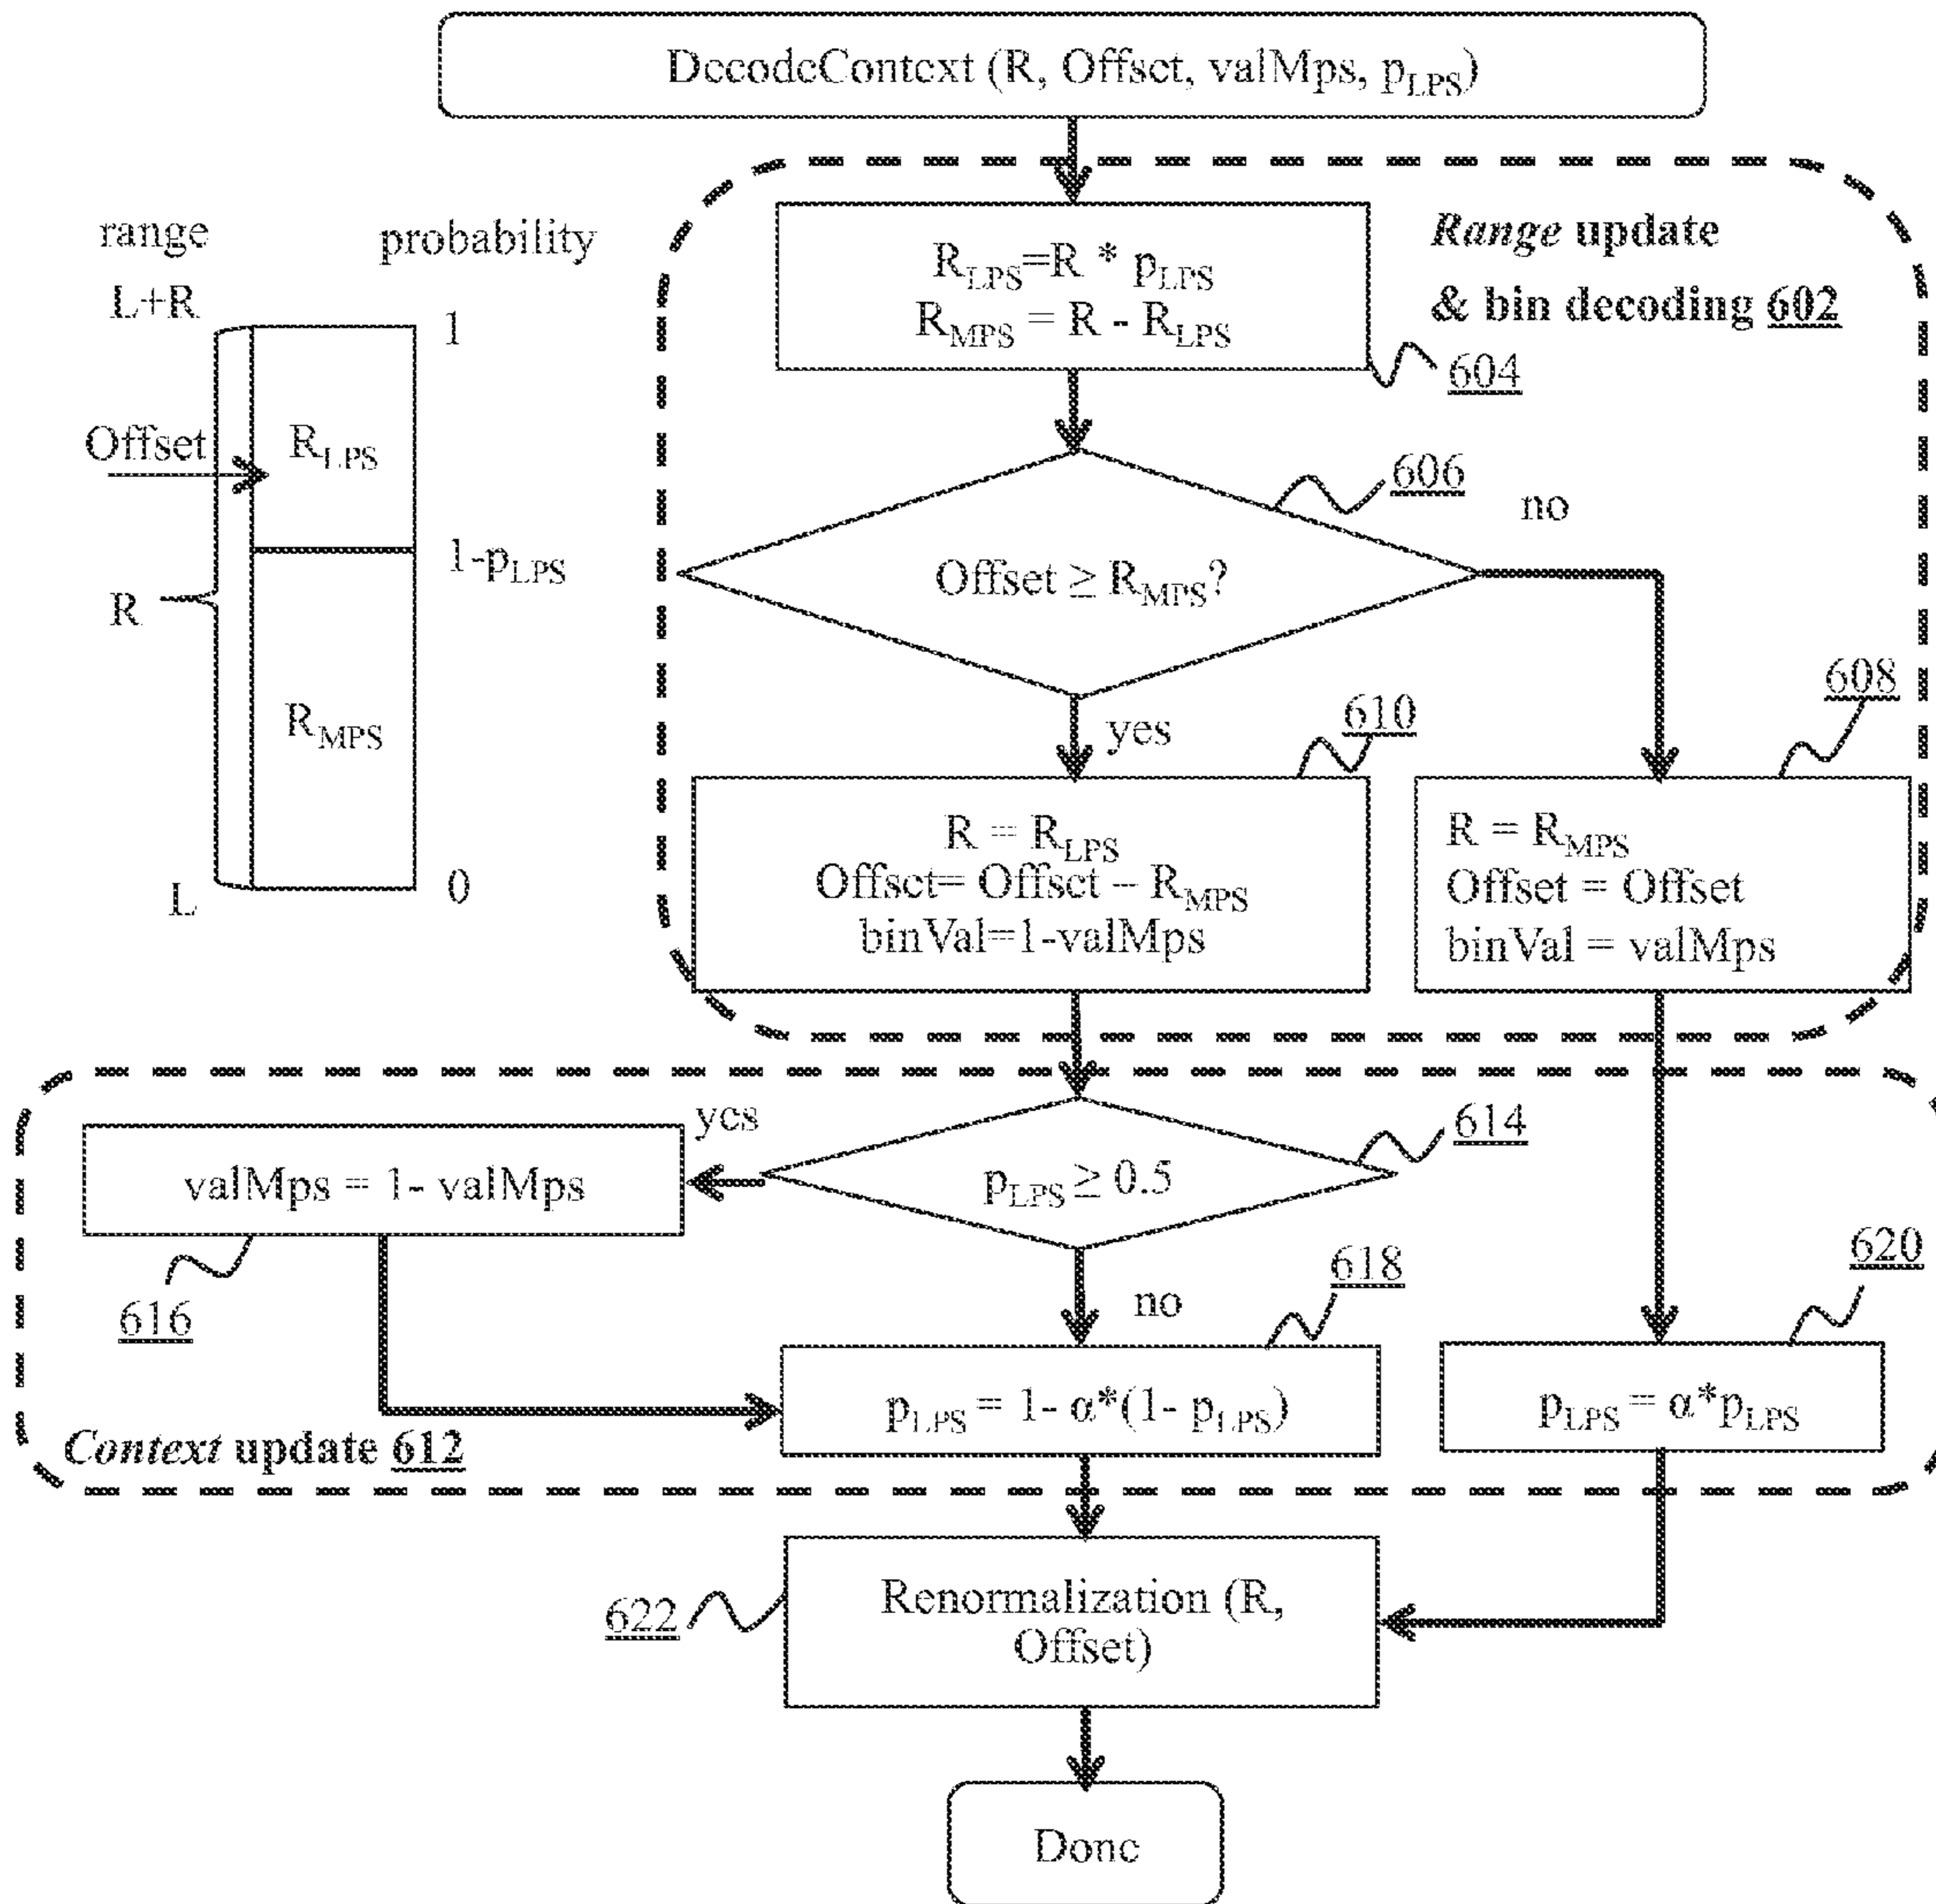 DecodeContext (R, Offset, valMps, pLPS)
range
probability
L+R
1
Offset
RLPS
1-pLPS
R
RMPS
L
0
Range update
& bin decoding 602
RLPS=R * pLPS
RMPS = R - RLPS
604
606
no
Offset ≥ RMPS?
yes
610
608
R = RLPS
Offset= Offset – RMPS
binVal=1-valMps
R = RMPS
Offset = Offset
binVal = valMps
yes
614
valMps = 1- valMps
pLPS ≥ 0.5
616
no
618
620
pLPS = 1- α*(1- pLPS)
pLPS = α*pLPS
Context update 612
622
Renormalization (R,
Offset)
Done